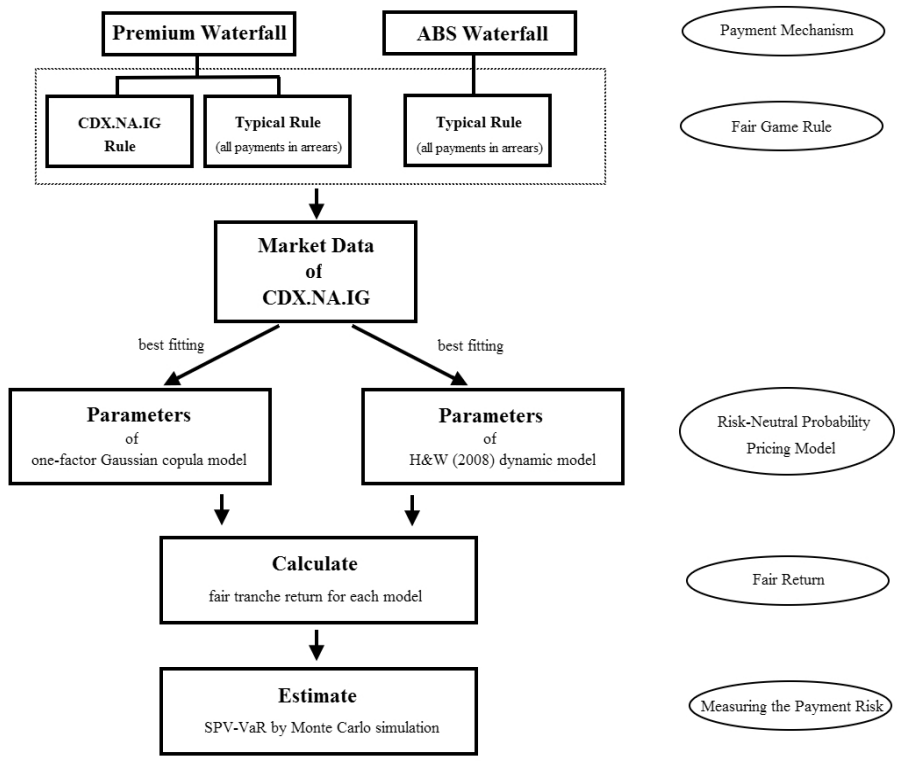 Premium Waterfall
ABS Waterfall
Payment Mechanism
CDX.NA.IG
Rule
Typical Rule
(all payments in arrears)
Typical Rule
(all payments in arrears)
Fair Game Rule
Market Data
of
CDX.NA.IG
best fitting
best fitting
Parameters
of
one-factor Gaussian copula model
Parameters
of
H&W (2008) dynamic model
Risk-Neutral Probability
Pricing Model
Calculate
fair tranche return for each model
Fair Return
Estimate
SPV-VaR by Monte Carlo simulation
Measuring the Payment Risk